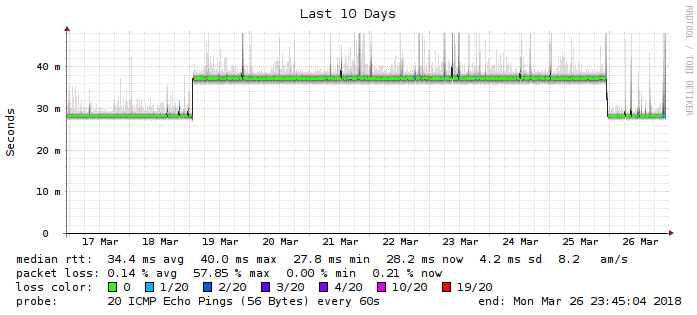 Last 10 Days
RRDTOOL / TOBI OETIKER
Seconds
40 m
30 m
20 m
10 m
0
17 Mar 18 Mar 19 Mar 20 Mar 21 Mar 22 Mar 23 Mar 24 Mar 25 Mar 26 Mar
median rtt: 34.4 ms avg 40.0 ms max 27.8 ms min 28.2 ms now 4.2 ms sd 8.2 am/s
packet loss: 0.14 % avg 57.85 % max 0.00 % min 0.21 % now
loss color: 0 1/20 2/20 3/20 4/20 10/20 19/20
probe: 20 ICMP Echo Pings (56 Bytes) every 60s end: Mon Mar 26 23:45:04 2018